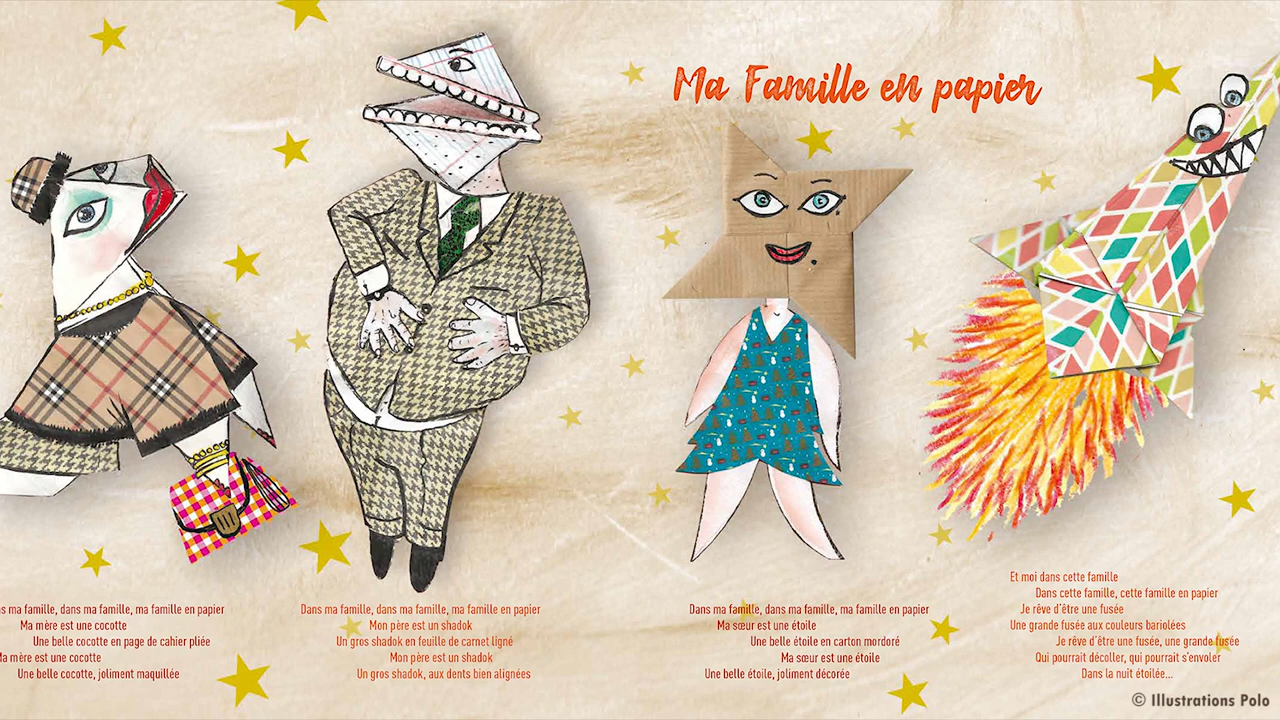 Ma Famille en papier
ns ma famille, dans ma famille, ma famille en papier
Ma mère est une cocotte
Une belle cocotte en page de cahier pliée
Ma mère est une cocotte
Une belle cocotte, joliment maquillée
Dans ma famille, dans ma famille, ma famille en papier
Mon père est un shadok
Un gros shadok en feuille de carnet ligné
Mon père est un shadok
Un gros shadok, aux dents bien alignées
Dans ma famille, dans ma famille, ma famille en papier
Ma sœur est une étoile
Une belle étoile en carton mordoré
Ma sœur est une étoile
Une belle étoile, joliment décorée
Et moi dans cette famille
Dans cette famille, cette famille en papier
Je rêve d'être une fusée
Une grande fusée aux couleurs bariolées
Je rêve d'être une fusée, une grande fusée
Qui pourrait décoller, qui pourrait s'envoler
Dans la nuit étoilée...
© Illustrations Polo